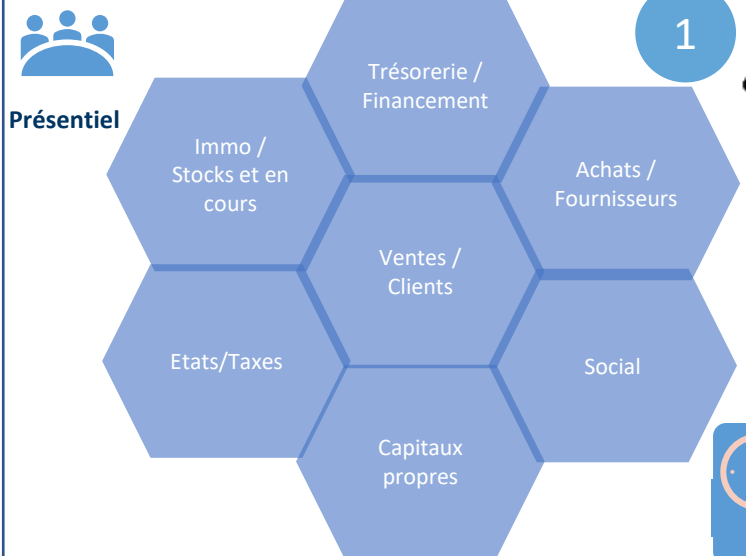 1
Présentiel
Trésorerie /
Financement
Immo /
Stocks et en
cours
Achats /
Fournisseurs
Ventes /
Clients
Etats/Taxes
Social
Capitaux
propres